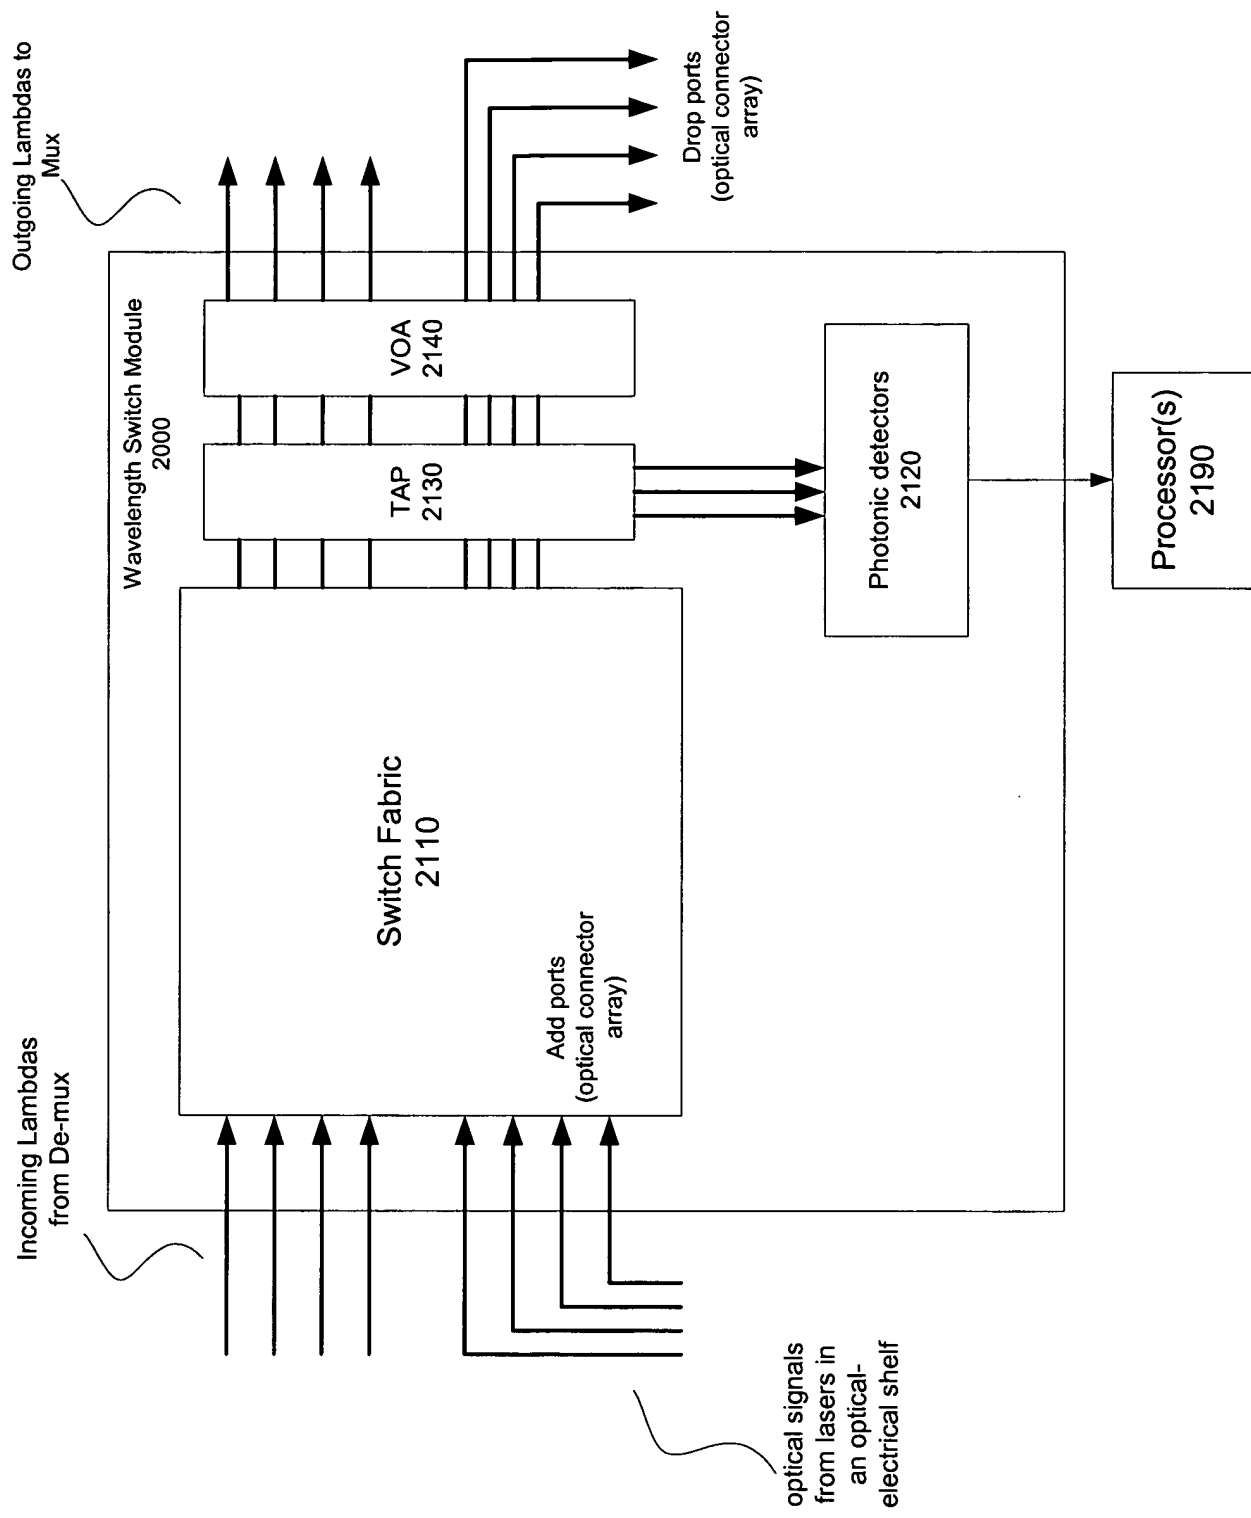 Outgoing Lambdas to
Mux
Drop ports
(optical connector
array)
Wavelength Switch Module
2000
VOA
2140
TAP
2130
Photonic detectors
2120
Processor(s)
2190
Switch Fabric
2110
Add ports
(optical connector
array)
Incoming Lambdas
from De-mux
optical signals
from lasers in
an optical-
electrical shelf